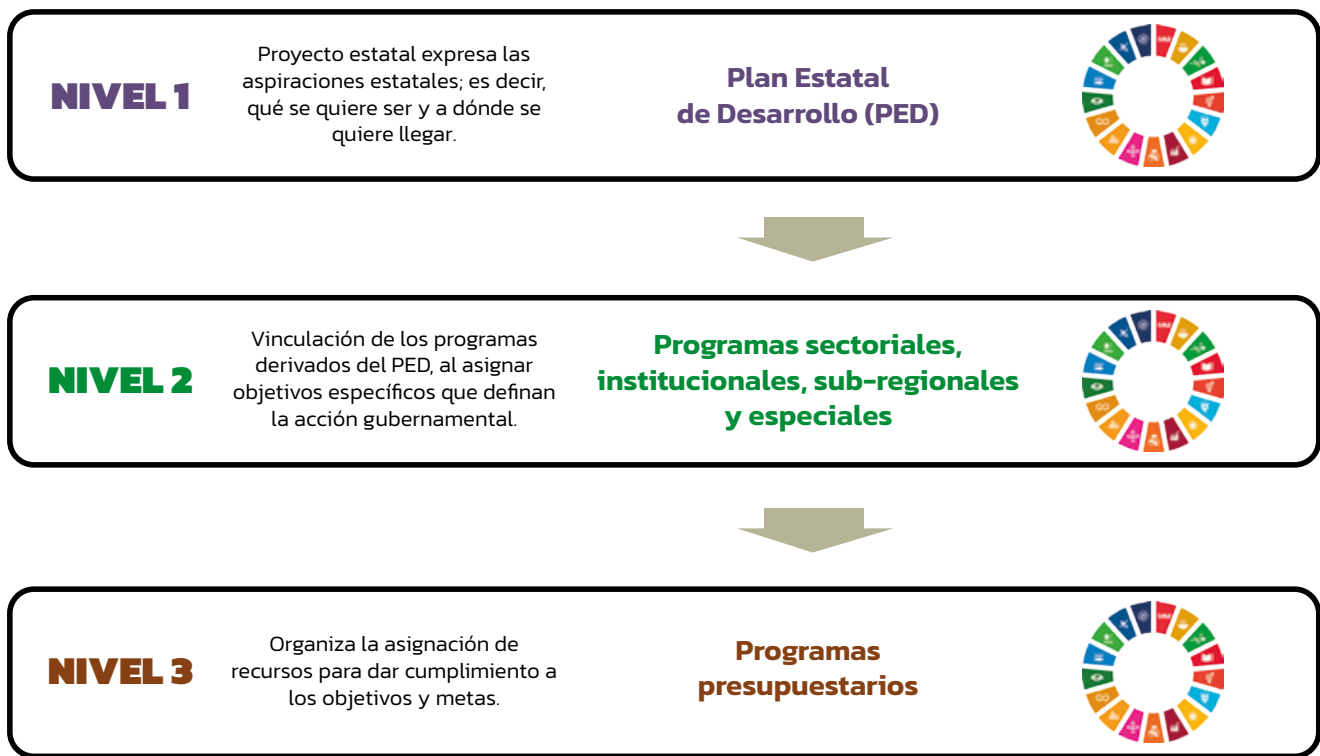 NIVEL 1
Proyecto estatal expresa las
aspiraciones estatales; es decir,
qué se quiere ser y a dónde se
quiere llegar.
Plan Estatal
de Desarrollo (PED)
NIVEL 2
Vinculación de los programas
derivados del PED, al asignar
objetivos específicos que definan
la acción gubernamental.
Programas sectoriales,
institucionales, sub-regionales
y especiales
NIVEL 3
Organiza la asignación de
recursos para dar cumplimiento a
los objetivos y metas.
Programas
presupuestarios